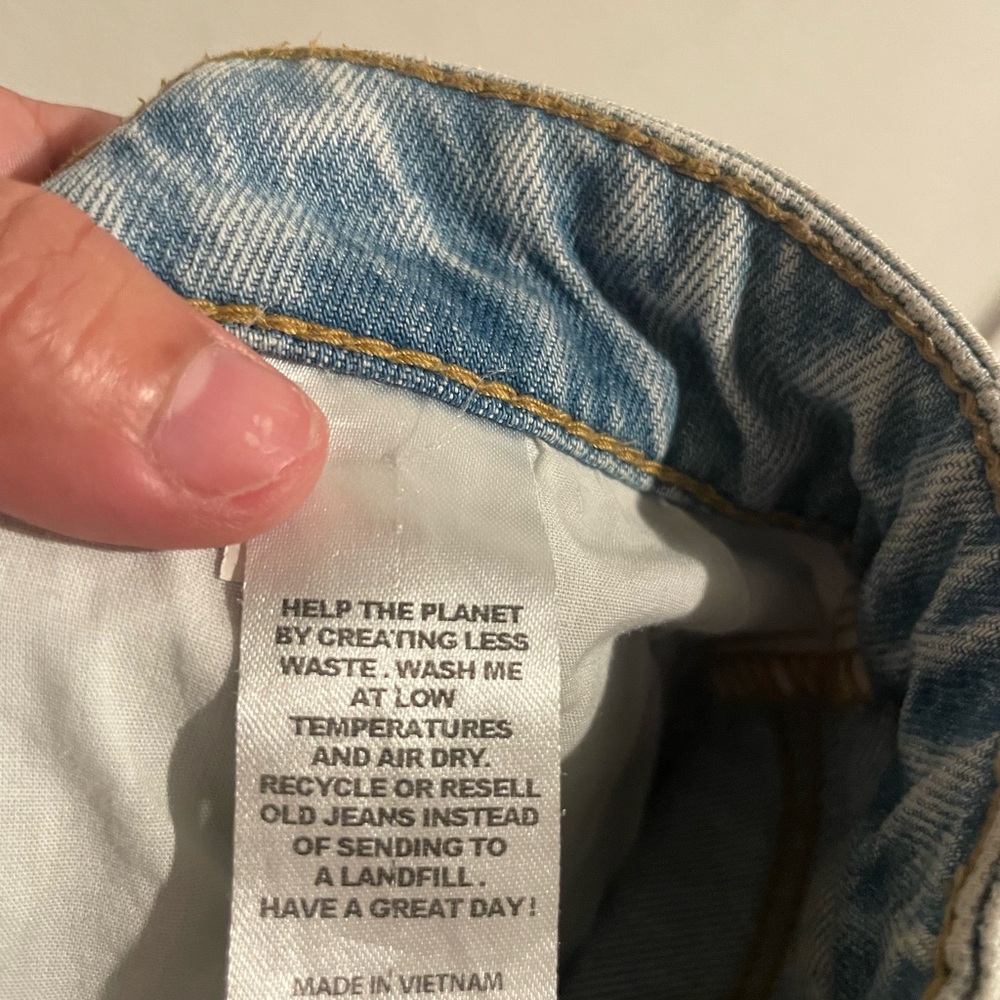 HELP THE PLANET
BY CREATING LESS
WASTE . WASH ME
AT LOW
TEMPERATURES
AND AIR DRY.
RECYCLE OR RESELL
OLD JEANS INSTEAD
OF SENDING TO
A LANDFILL .
HAVE A GREAT DAY !
MADE IN VIETNAM